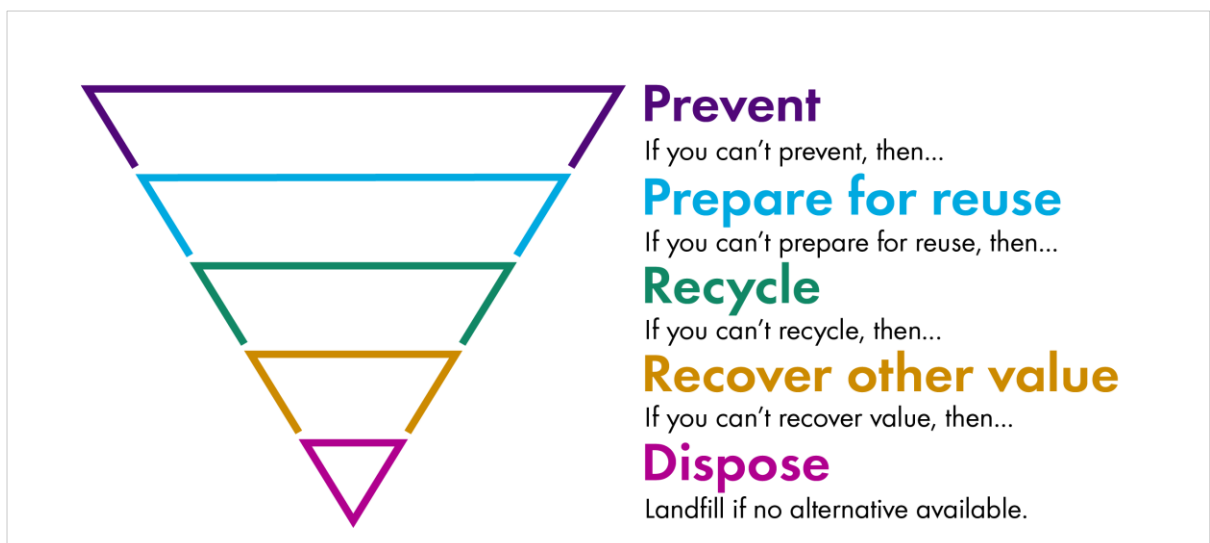 Prevent
If you can’t prevent, then...
Prepare for reuse
If you can’t prepare for reuse, then...
Recycle
If you can’t recycle, then...
Recover other value
If you can’t recover value, then...
Dispose
Landfill if no alternative available.